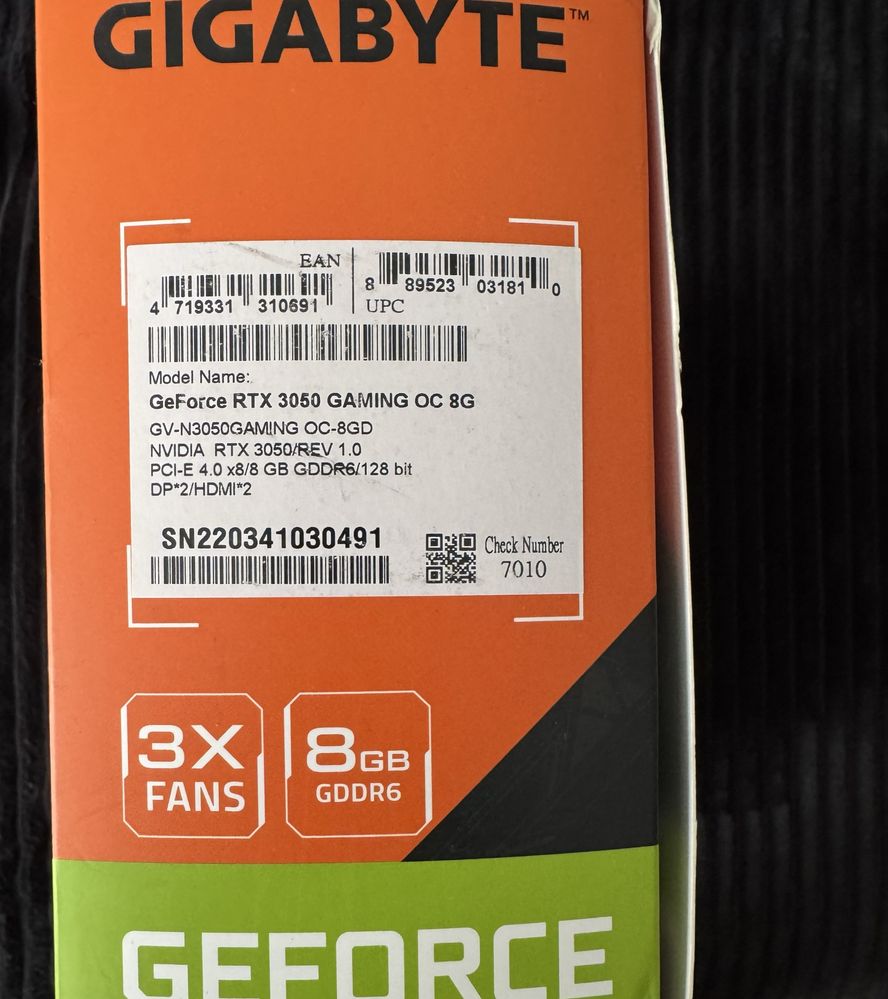 GIGABYTE™
EAN
4 719331 310691
8 89523 03181 0
UPC
Model Name:
GeForce RTX 3050 GAMING OC 8G
GV-N3050GAMING OC-8GD
NVIDIA RTX 3050/REV 1.0
PCI-E 4.0 x8/8 GB GDDR6/128 bit
DP*2/HDMI*2
SN220341030491
Check Number
7010
3X
FANS
8GB
GDDR6
GEFORCE